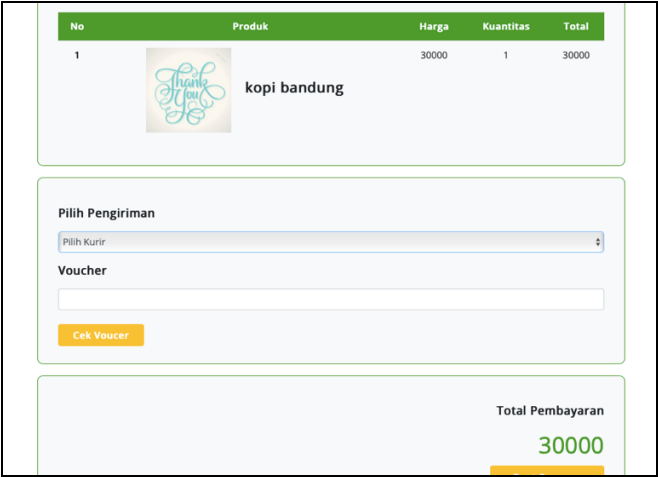 No Produk Harga Kuantitas Total
1 Thank You kopi bandung 30000 1 30000
Pilih Pengiriman
Pilih Kurir
Voucher
Cek Voucer
Total Pembayaran
30000